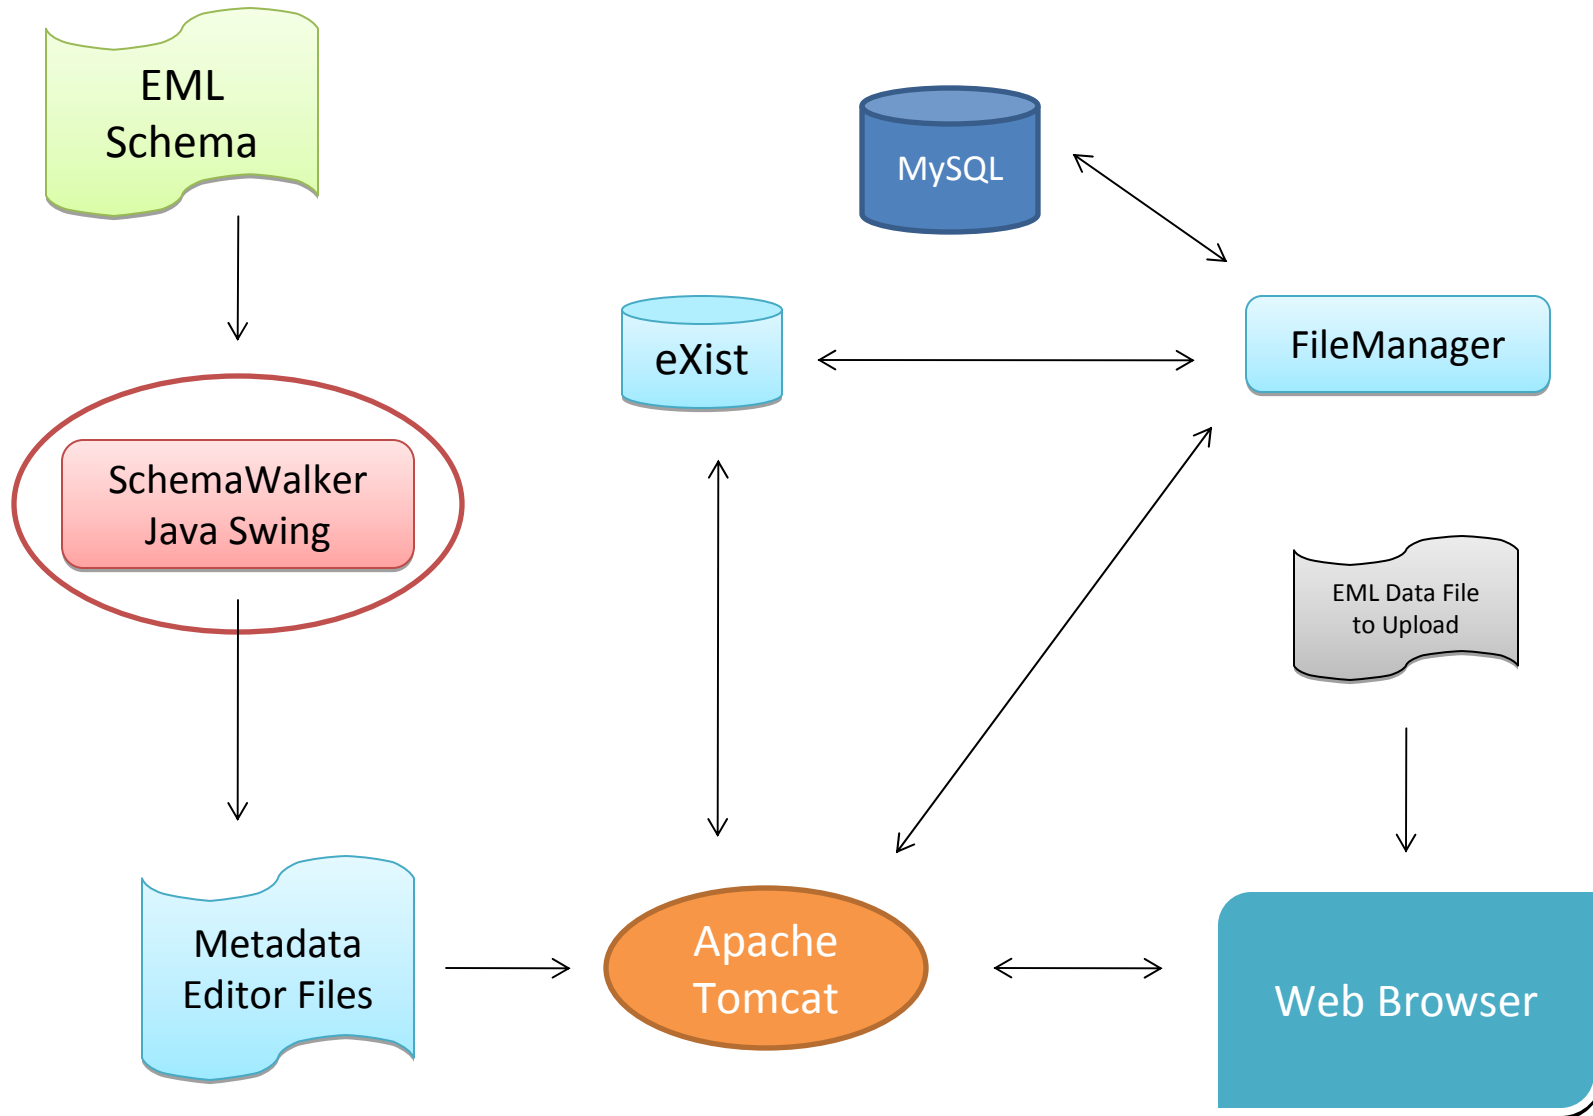 EML
Schema
MySQL
eXist
FileManager
SchemaWalker
Java Swing
EML Data File
to Upload
Metadata
Editor Files
Apache
Tomcat
Web Browser